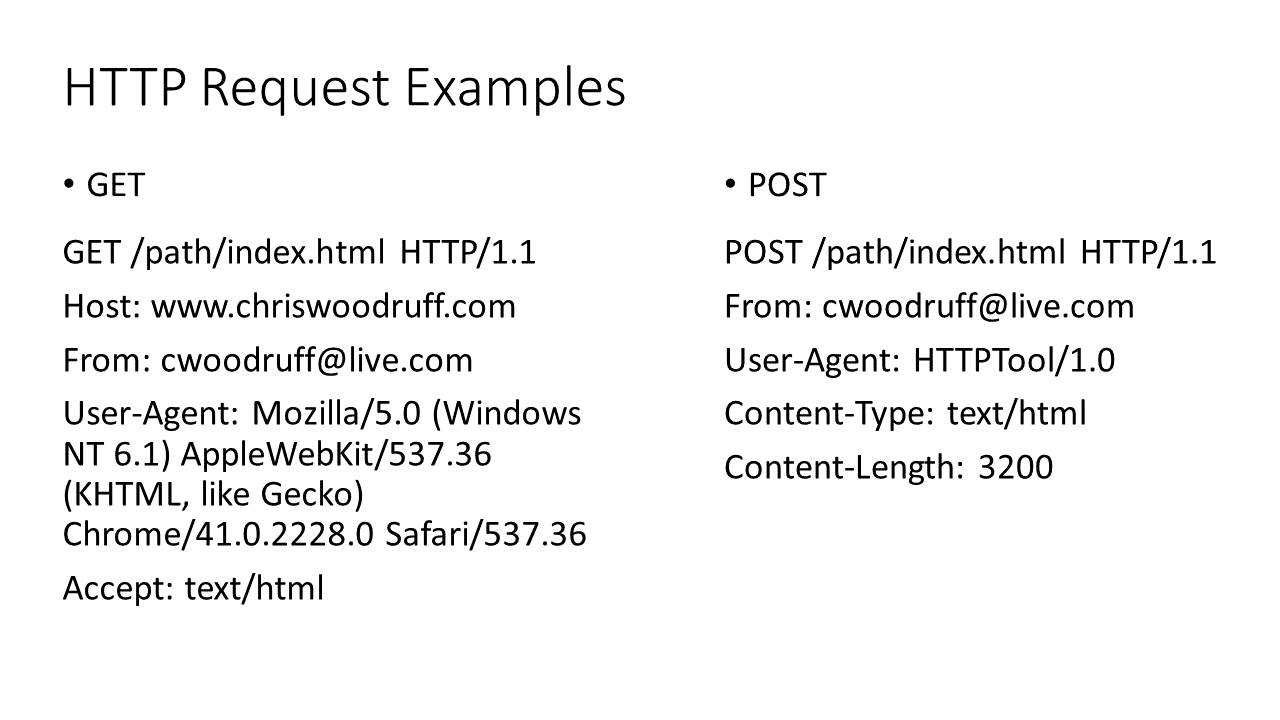 HTTP Request Examples
• GET
GET /path/index.html HTTP/1.1
Host: www.chriswoodruff.com
From: cwoodruff@live.com
User-Agent: Mozilla/5.0 (Windows
NT 6.1) AppleWebKit/537.36
(KHTML, like Gecko)
Chrome/41.0.2228.0 Safari/537.36
Accept: text/html
• POST
POST /path/index.html HTTP/1.1
From: cwoodruff@live.com
User-Agent: HTTPTool/1.0
Content-Type: text/html
Content-Length: 3200